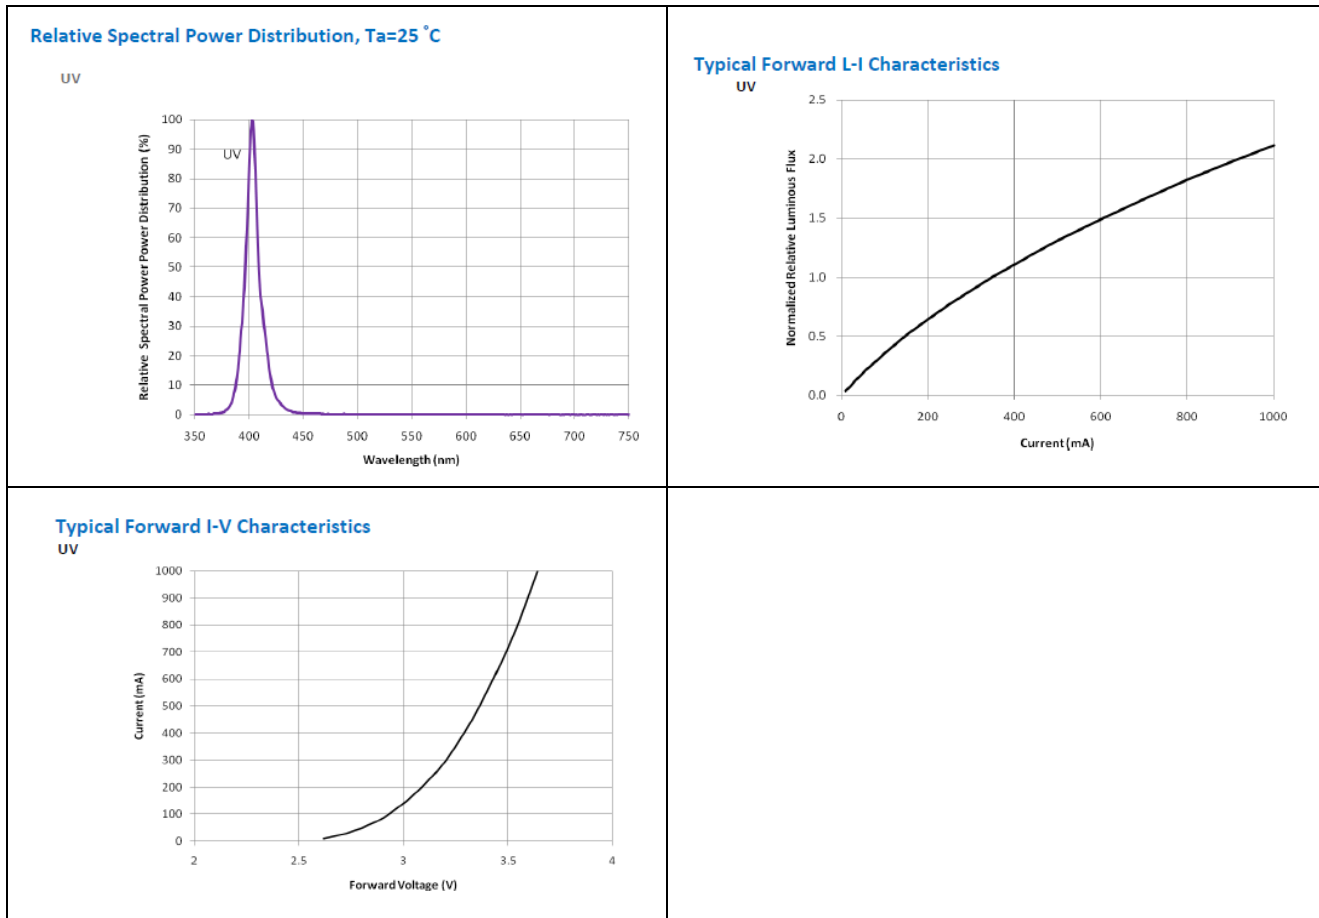 Relative Spectral Power Distribution, Ta=25 ˚C
UV
Relative Spectral Power Power Distribution (%)
100
90
80
70
60
50
40
30
20
10
0
UV
350 400 450 500 550 600 650 700 750
Wavelength (nm)
Typical Forward L-I Characteristics
UV
Normalized Relative Luminous Flux
2.5
2.0
1.5
1.0
0.5
0.0
0 200 400 600 800 1000
Current (mA)
Typical Forward I-V Characteristics
UV
Current (mA)
1000
900
800
700
600
500
400
300
200
100
0
2 2.5 3 3.5 4
Forward Voltage (V)